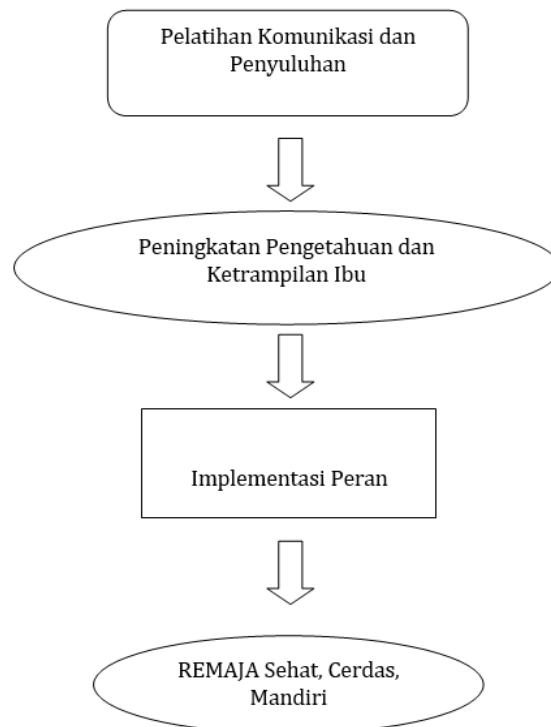 Pelatihan Komunikasi dan
Penyuluhan
Peningkatan Pengetahuan dan
Ketrampilan Ibu
Implementasi Peran
REMAJA Sehat, Cerdas,
Mandiri